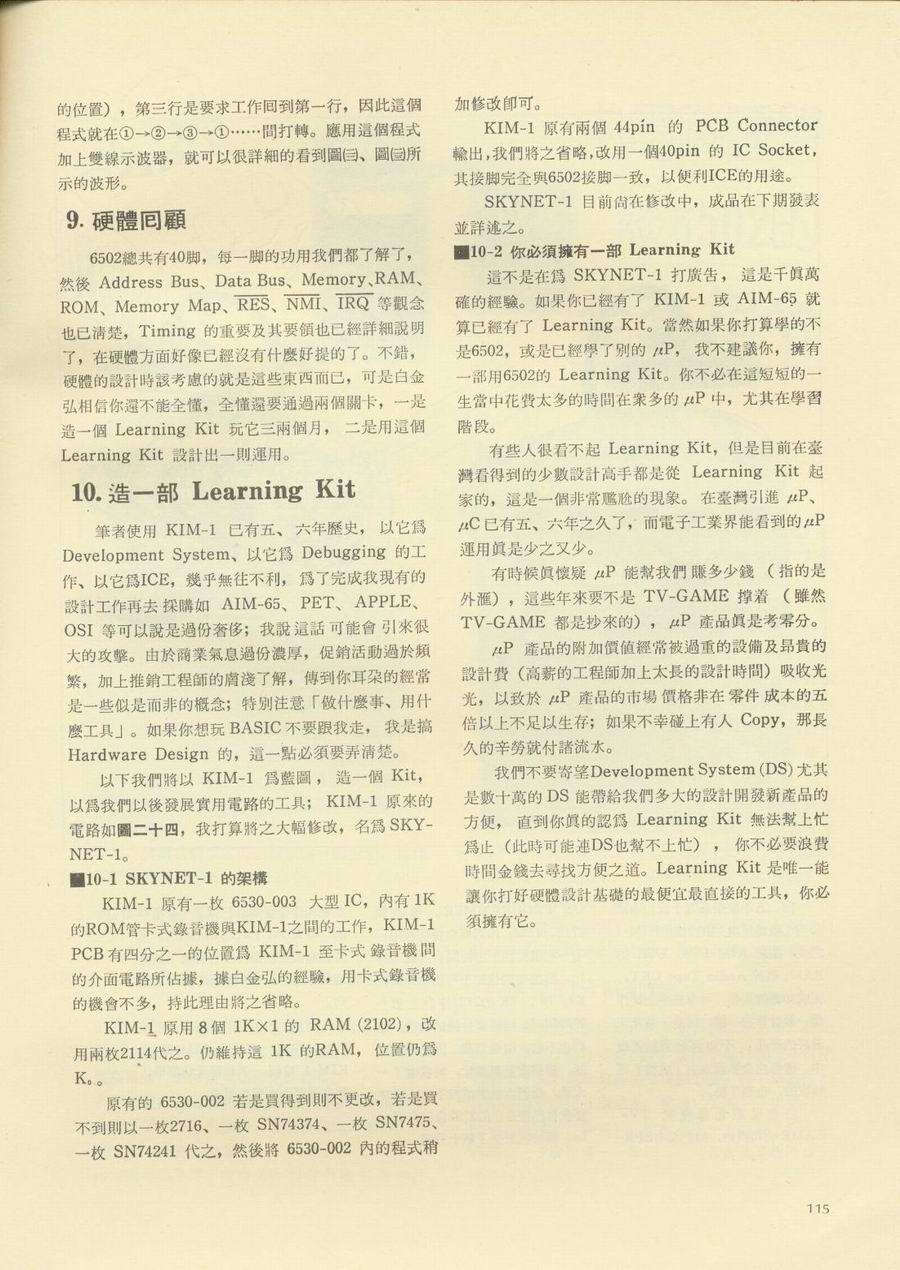 的位置），第三行是要求工作回到第一行，因此這個
程式就在①→②→③→①……間打轉。應用這個程式
加上雙線示波器，就可以很詳細的看到圖㈢、圖㈣所
示的波形。
9. 硬體囘顧
6502總共有40脚，每一脚的功用我們都了解了，
然後 Address Bus、Data Bus、Memory、RAM、
ROM、Memory Map、RES、NMI、IRQ 等觀念
也已清楚，Timing 的重要及其要領也已經詳細說明
了，在硬體方面好像已經沒有什麼好提的了。不錯，
硬體的設計時該考慮的就是這些東西而已，可是白金
弘相信你還不能全懂，全懂還要通過兩個關卡，一是
造一個 Learning Kit 玩它三兩個月， 二是用這個
Learning Kit 設計出一則運用。
10. 造一部 Learning Kit
筆者使用 KIM-1 已有五、六年歷史， 以它爲
Development System、以它爲 Debugging 的工
作、以它爲ICE，幾乎無往不利， 爲了完成我現有的
設計工作再去採購如 AIM-65、 PET、 APPLE、
OSI 等可以說是過份奢侈；我說這話可能會引來很
大的攻擊。由於商業氣息過份濃厚，促銷活動過於頻
繁，加上推銷工程師的膚淺了解，傳到你耳朶的經常
是一些似是而非的概念；特別注意「做什麼事、用什
麼工具」。如果你想玩 BASIC 不要跟我走， 我是搞
Hardware Design 的，這一點必須要弄清楚。
以下我們將以 KIM-1 爲藍圖， 造一個 Kit，
以爲我們以後發展實用電路的工具； KIM-1 原來的
電路如圖二十四，我打算將之大幅修改，名爲 SKY-
NET-1。
■10-1 SKYNET-1 的架構
KIM-1 原有一枚 6530-003 大型 IC，內有 1K
的ROM管卡式錄音機與KIM-1之間的工作，KIM-1
PCB 有四分之一的位置爲 KIM-1 至卡式錄音機間
的介面電路所佔據，據白金弘的經驗，用卡式錄音機
的機會不多，持此理由將之省略。
KIM-1 原用 8 個 1K×1 的 RAM (2102)，改
用兩枚2114代之。仍維持這 1K 的RAM， 位置仍爲
K₀。
原有的 6530-002 若是買得到則不更改，若是買
不到則以一枚2716、一枚 SN74374、一枚 SN7475、
一枚 SN74241 代之，然後將 6530-002 內的程式稍
加修改卽可。
KIM-1 原有兩個 44pin 的 PCB Connector
輸出,我們將之省略,改用一個40pin 的 IC Socket，
其接脚完全與6502接脚一致，以便利ICE的用途。
SKYNET-1 目前尙在修改中，成品在下期發表
並詳述之。
■10-2 你必須擁有一部 Learning Kit
這不是在爲 SKYNET-1 打廣告， 這是千眞萬
確的經驗。如果你已經有了 KIM-1 或 AIM-65 就
算已經有了 Learning Kit。當然如果你打算學的不
是6502，或是已經學了別的 μP， 我不建議你，擁有
一部用6502的 Learning Kit。你不必在這短短的一
生當中花費太多的時間在衆多的 μP 中，尤其在學習
階段。
有些人很看不起 Learning Kit，但是目前在臺
灣看得到的少數設計高手都是從 Learning Kit 起
家的，這是一個非常尶尬的現象。 在臺灣引進 μP、
μC 已有五、六年之久了，而電子工業界能看到的μP
運用眞是少之又少。
有時候眞懷疑 μP 能幫我們賺多少錢 （指的是
外滙），這些年來要不是 TV-GAME 撑着 （雖然
TV-GAME 都是抄來的）， μP 產品眞是考零分。
μP 產品的附加價值經常被過重的設備及昂貴的
設計費（高薪的工程師加上太長的設計時間）吸收光
光，以致於 μP 產品的市場價格非在零件成本的五
倍以上不足以生存；如果不幸碰上有人 Copy，那長
久的辛勞就付諸流水。
我們不要寄望Development System (DS) 尤其
是數十萬的 DS 能帶給我們多大的設計開發新產品的
方便， 直到你眞的認爲 Learning Kit 無法幫上忙
爲止（此時可能連DS也幫不上忙）， 你不必要浪費
時間金錢去尋找方便之道。Learning Kit 是唯一能
讓你打好硬體設計基礎的最便宜最直接的工具，你必
須擁有它。
115